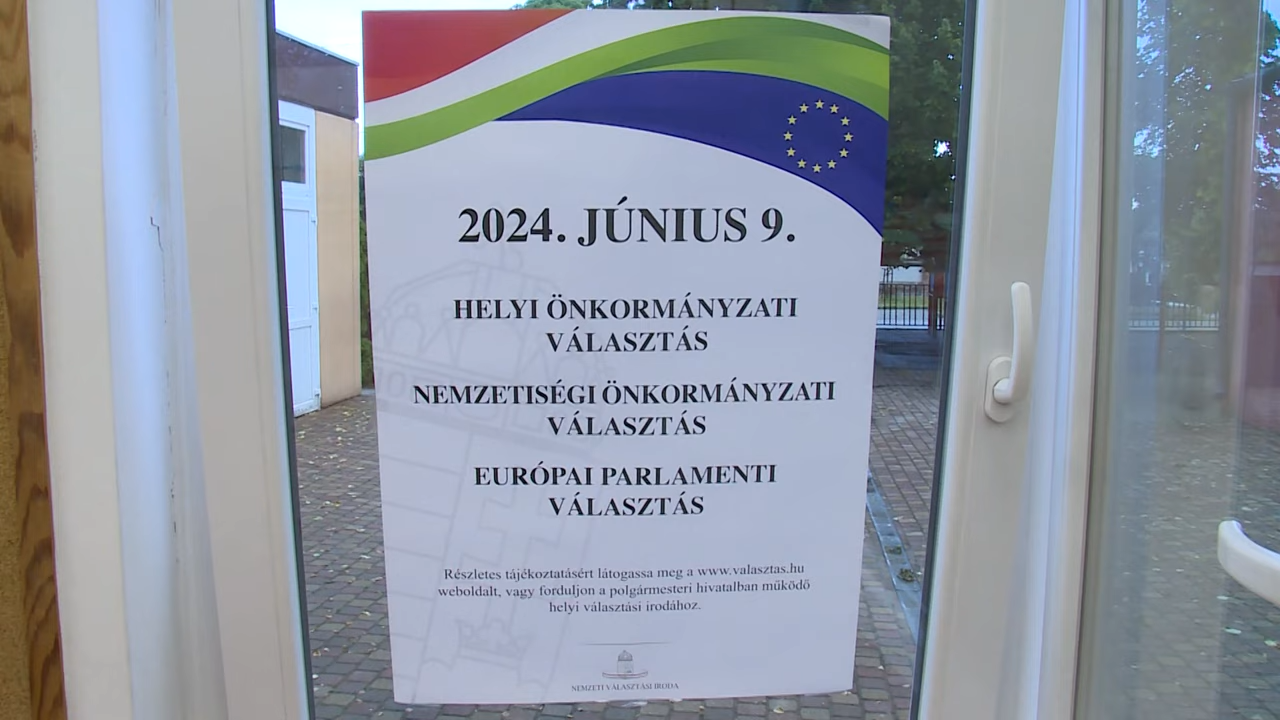 2024. JÚNIUS 9.
HELYI ÖNKORMÁNYZATI
VÁLASZTÁS
NEMZETISÉGI ÖNKORMÁNYZATI
VÁLASZTÁS
EURÓPAI PARLAMENTI
VÁLASZTÁS
Részletes tájékoztatásért látogassa meg a www.valasztas.hu
weboldalt, vagy forduljon a polgármesteri hivatalban működő
helyi választási irodához.
NEMZETI VÁLASZTÁSI IRODA